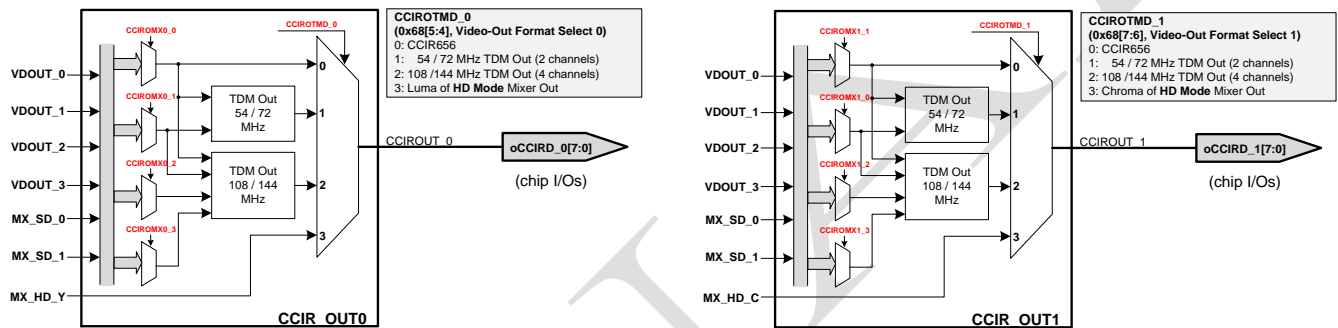 CCIROTMD_0
(0x68[5:4], Video-Out Format Select 0)
0: CCIR656
1: 54 / 72 MHz TDM Out (2 channels)
2: 108 /144 MHz TDM Out (4 channels)
3: Luma of HD Mode Mixer Out
CCIROMX0_0
CCIROTMD_0
VDOUT_0
0
CCIROMX0_1
TDM Out
54 / 72
MHz
1
VDOUT_1
VDOUT_2
CCIROUT_0
oCCIRD_0[7:0]
(chip I/Os)
CCIROMX0_2
TDM Out
108 / 144
MHz
2
VDOUT_3
MX_SD_0
CCIROMX0_3
3
MX_SD_1
MX_HD_Y
CCIR_OUT0
CCIROTMD_1
(0x68[7:6], Video-Out Format Select 1)
0: CCIR656
1: 54 / 72 MHz TDM Out (2 channels)
2: 108 /144 MHz TDM Out (4 channels)
3: Chroma of HD Mode Mixer Out
CCIROMX1_1
CCIROTMD_1
VDOUT_0
0
CCIROMX1_0
TDM Out
54 / 72
MHz
1
VDOUT_1
VDOUT_2
CCIROUT_1
oCCIRD_1[7:0]
(chip I/Os)
CCIROMX1_2
TDM Out
108 / 144
MHz
2
VDOUT_3
MX_SD_0
CCIROMX1_3
3
MX_SD_1
MX_HD_C
CCIR_OUT1